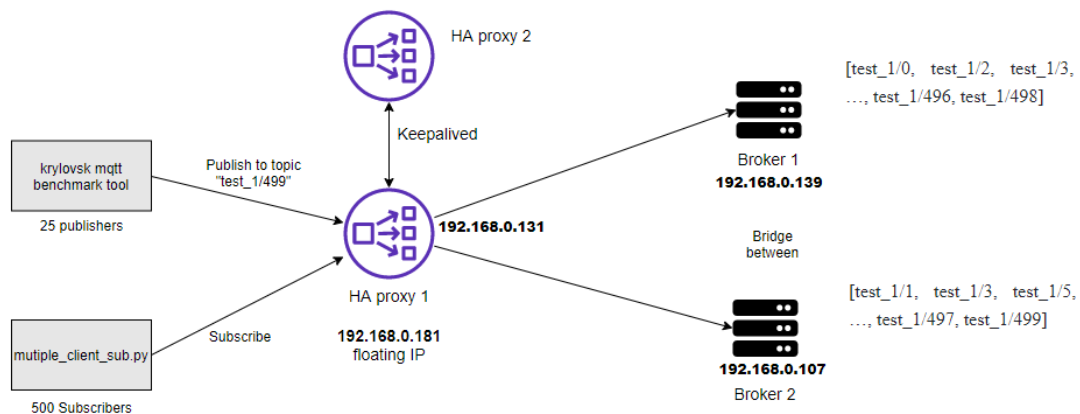 HA proxy 2
[test_1/0, test_1/2, test_1/3,
..., test_1/496, test_1/498]
Keepalived
krylovsk mqtt
benchmark tool
Publish to topic
"test_1/499"
Broker 1
192.168.0.139
25 publishers
192.168.0.131
Bridge
between
HA proxy 1
[test_1/1, test_1/3, test_1/5,
..., test_1/497, test_1/499]
192.168.0.181
floating IP
Subscribe
mutiple_client_sub.py
192.168.0.107
Broker 2
500 Subscribers